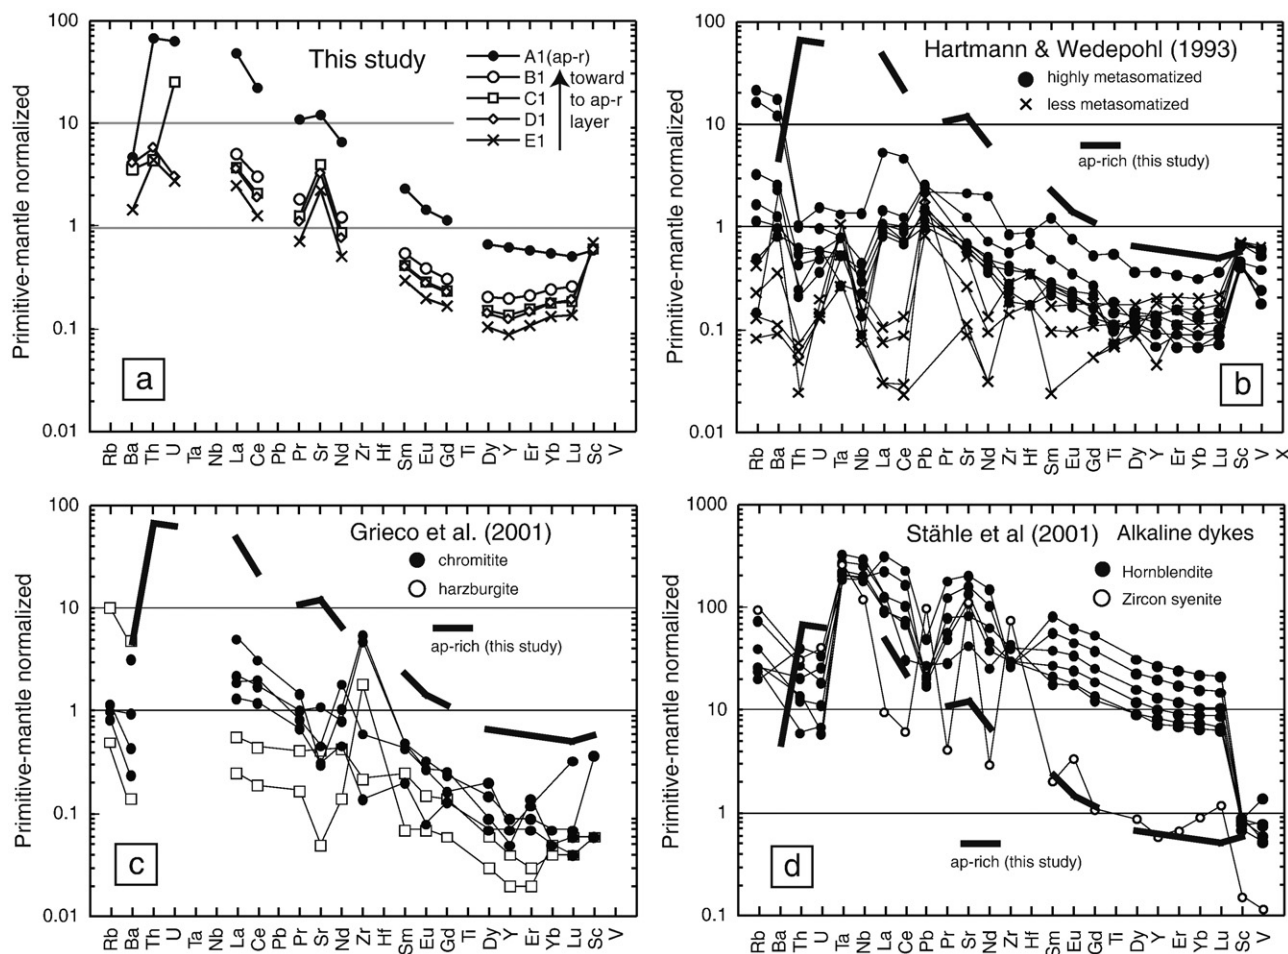 100
10
1
0.1
0.01
Primitive-mantle normalized
This study
A1(ap-r)
B1
C1
D1
E1
toward
to ap-r
layer
a
Rb Ba Th U Ta Nb La Ce Pb Pr Sr Nd Zr Hf Sm Eu Gd Ti Dy Y Er Yb Lu Sc V
100
10
1
0.1
0.01
Primitive-mantle normalized
Hartmann & Wedepohl (1993)
highly metasomatized
less metasomatized
ap-rich (this study)
b
Rb Ba Th U Ta Nb La Ce Pb Pr Sr Nd Zr Hf Sm Eu Gd Ti Dy Y Er Yb Lu Sc V X
100
10
1
0.1
0.01
Primitive-mantle normalized
Grieco et al. (2001)
chromitite
harzburgite
ap-rich (this study)
c
Rb Ba Th U Ta Nb La Ce Pb Pr Sr Nd Zr Hf Sm Eu Gd Ti Dy Y Er Yb Lu Sc V
1000
100
10
1
0.1
Primitive-mantle normalized
Stähle et al (2001) Alkaline dykes
Hornblendite
Zircon syenite
ap-rich (this study)
d
Rb Ba Th U Ta Nb La Ce Pb Pr Sr Nd Zr Hf Sm Eu Gd Ti Dy Y Er Yb Lu Sc V